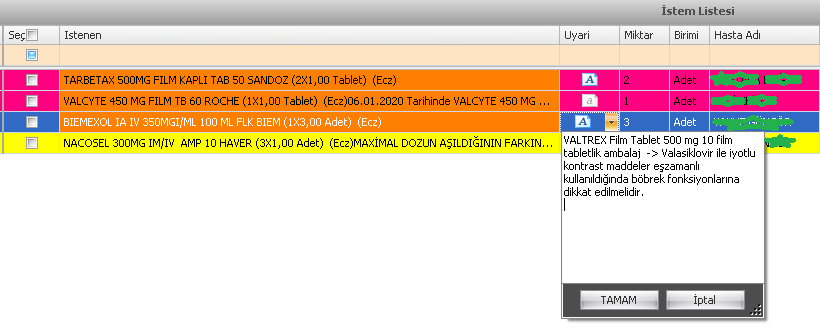 İstem Listesi
Seç Istenen Uyari Miktar Birimi Hasta Adı
TARBETAX 500MG FILM KAPLI TAB 50 SANDOZ (2X1,00 Tablet)  (Ecz) A 2 Adet
VALCYTE 450 MG FILM TB 60 ROCHE (1X1,00 Tablet)  (Ecz)06.01.2020 Tarihinde VALCYTE 450 MG ... a 1 Adet
BIEMEXOL IA IV 350MGI/ML 100 ML FLK BIEM (1X3,00 Adet)  (Ecz) A 3 Adet
NACOSEL 300MG IM/IV  AMP 10 HAVER (3X1,00 Adet)  (Ecz)MAXİMAL DOZUN AŞILDIĞININ FARKIN...
VALTREX Film Tablet 500 mg 10 film
tabletlik ambalaj  -> Valasiklovir ile iyotlu
kontrast maddeler eşzamanlı
kullanıldığında böbrek fonksiyonlarına
dikkat edilmelidir.
TAMAM İptal